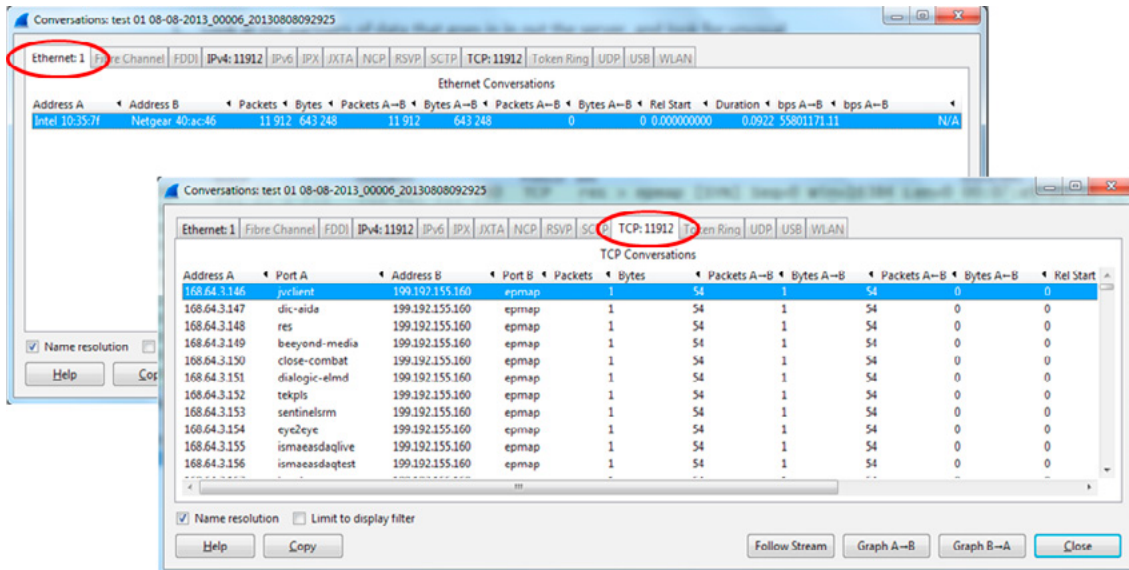 Conversations: test 01 08-08-2013_00006_20130808092925
Ethernet: 1 Fibre Channel FDDI IPv4: 11912 IPv6 IPX JXTA NCP RSVP SCTP TCP: 11912 Token Ring UDP USB WLAN
Ethernet Conversations
Address A Address B Packets Bytes Packets A→B Bytes A→B Packets A←B Bytes A←B Rel Start Duration bps A→B bps A←B
Intel 10:35:7f Netgear 40:ac:46 11 912 643 248 11 912 643 248 0 0 0.000000000 0.0922 55801171.11 N/A
Name resolution
Help
Conversations: test 01 08-08-2013_00006_20130808092925
Ethernet: 1 Fibre Channel FDDI IPv4: 11912 IPv6 IPX JXTA NCP RSVP SCTP TCP: 11912 Token Ring UDP USB WLAN
TCP Conversations
Address A Port A Address B Port B Packets Bytes Packets A→B Bytes A→B Packets A←B Bytes A←B Rel Start
168.64.3.146 jvclient 199.192.155.160 epmap 1 54 1 54 0 0
168.64.3.147 dic-aida 199.192.155.160 epmap 1 54 1 54 0 0
168.64.3.148 res 199.192.155.160 epmap 1 54 1 54 0 0
168.64.3.149 beeyond-media 199.192.155.160 epmap 1 54 1 54 0 0
168.64.3.150 close-combat 199.192.155.160 epmap 1 54 1 54 0 0
168.64.3.151 dialogic-elmd 199.192.155.160 epmap 1 54 1 54 0 0
168.64.3.152 tekpls 199.192.155.160 epmap 1 54 1 54 0 0
168.64.3.153 sentinelsrm 199.192.155.160 epmap 1 54 1 54 0 0
168.64.3.154 eye2eye 199.192.155.160 epmap 1 54 1 54 0 0
168.64.3.155 ismaeasdaqlive 199.192.155.160 epmap 1 54 1 54 0 0
168.64.3.156 ismaeasdaqtest 199.192.155.160 epmap 1 54 1 54 0 0
Name resolution Limit to display filter
Help Copy Follow Stream Graph A→B Graph B→A Close